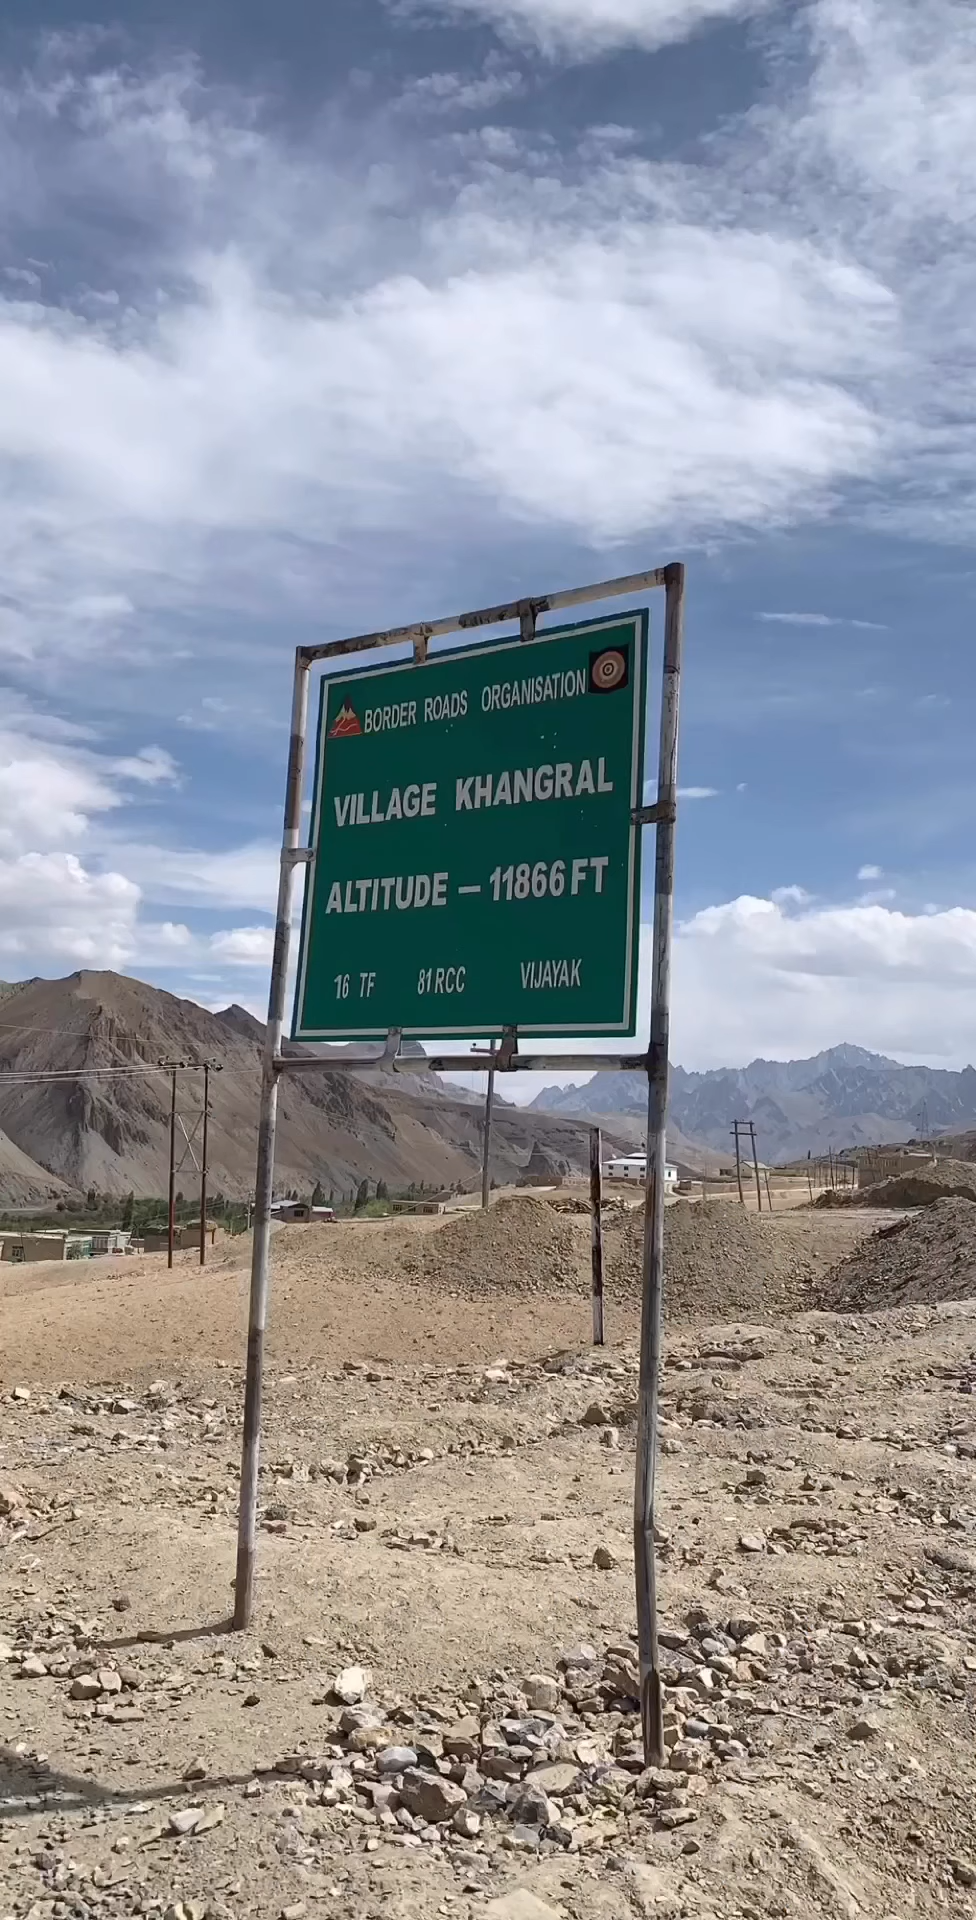 BORDER ROADS ORGANISATION
VILLAGE KHANGRAL
ALTITUDE – 11866 FT
16 TF 81 RCC VIJAYAK